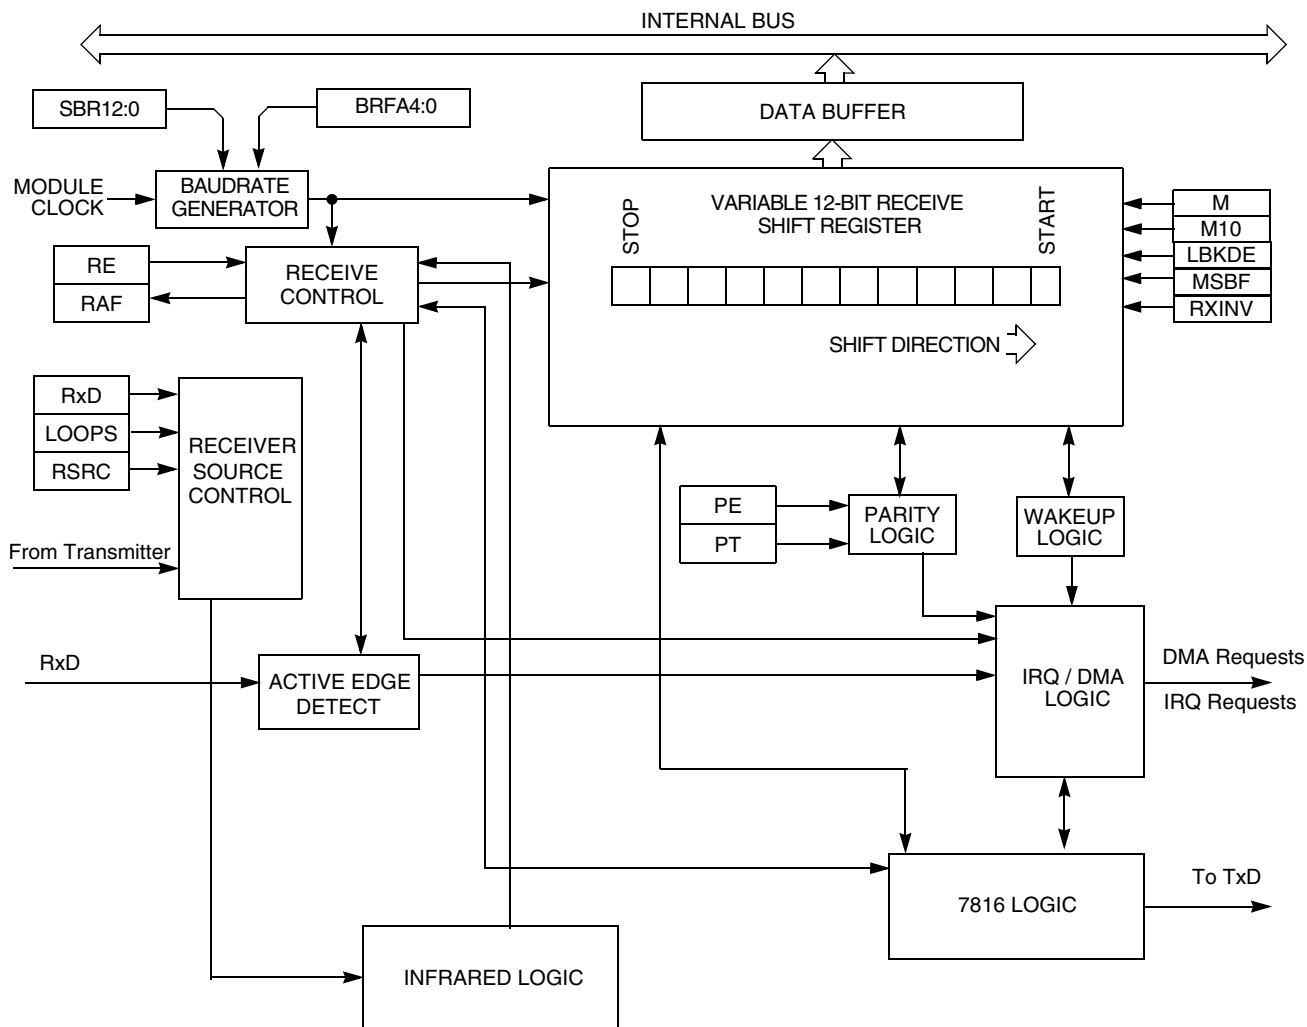 INTERNAL BUS
SBR12:0
BRFA4:0
DATA BUFFER
MODULE
CLOCK
BAUDRATE
GENERATOR
VARIABLE 12-BIT RECEIVE
SHIFT REGISTER
STOP
START
M
M10
LBKDE
MSBF
RXINV
RE
RAF
RECEIVE
CONTROL
SHIFT DIRECTION
RxD
LOOPS
RSRC
RECEIVER
SOURCE
CONTROL
From Transmitter
PE
PT
PARITY
LOGIC
WAKEUP
LOGIC
RxD
ACTIVE EDGE
DETECT
IRQ / DMA
LOGIC
DMA Requests
IRQ Requests
7816 LOGIC
To TxD
INFRARED LOGIC